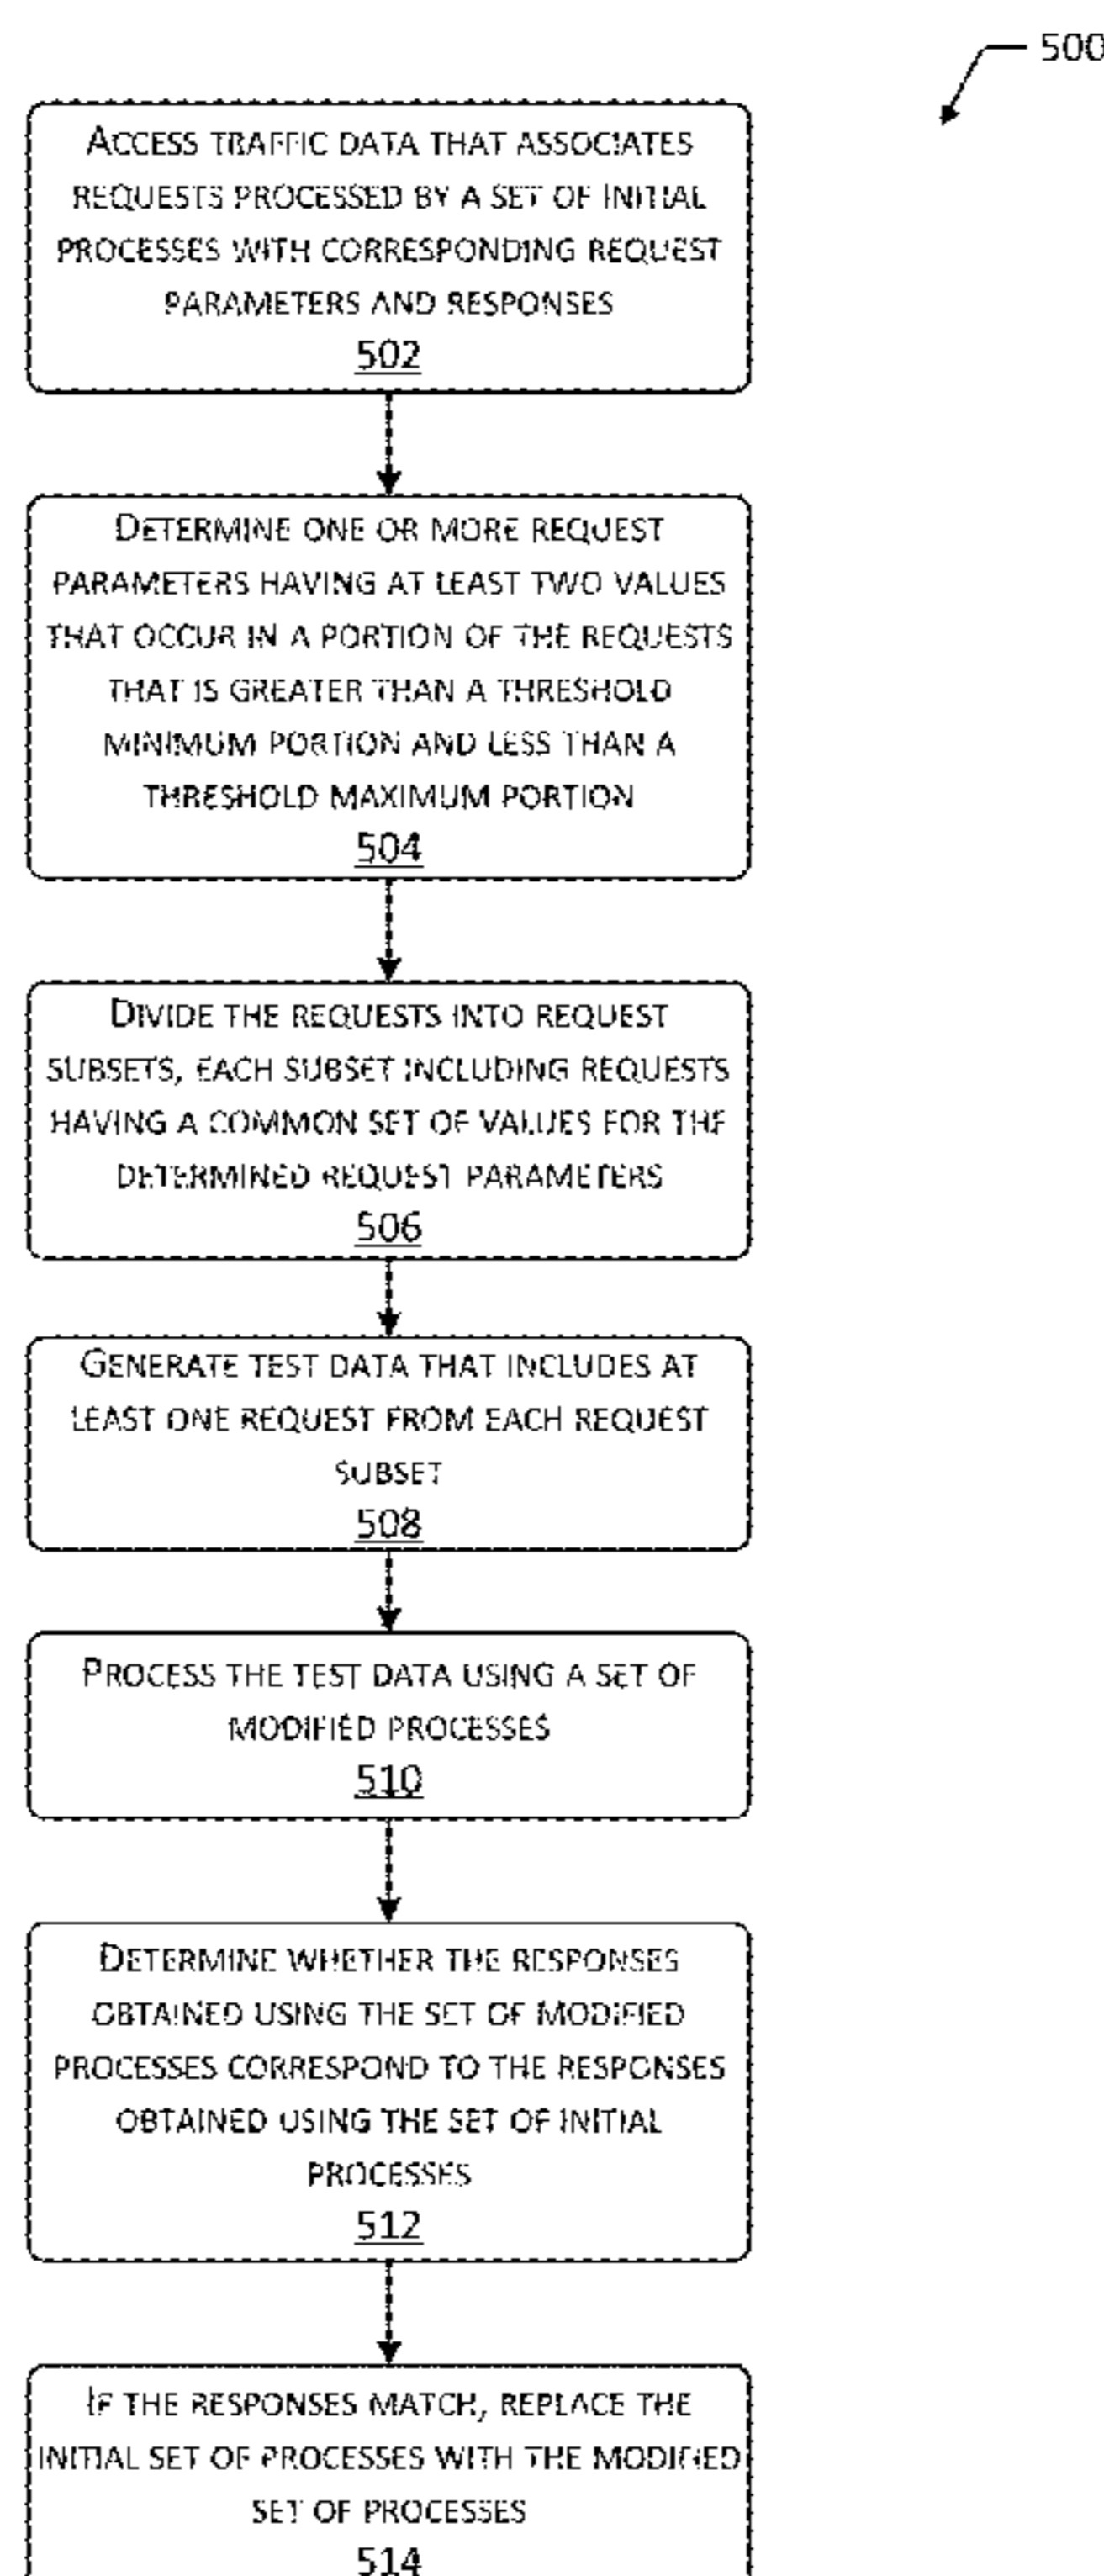 500
ACCESS TRAFFIC DATA THAT ASSOCIATES
REQUESTS PROCESSED BY A SET OF INITIAL
PROCESSES WITH CORRESPONDING REQUEST
PARAMETERS AND RESPONSES
502
DETERMINE ONE OR MORE REQUEST
PARAMETERS HAVING AT LEAST TWO VALUES
THAT OCCUR IN A PORTION OF THE REQUESTS
THAT IS GREATER THAN A THRESHOLD
MINIMUM PORTION AND LESS THAN A
THRESHOLD MAXIMUM PORTION
504
DIVIDE THE REQUESTS INTO REQUEST
SUBSETS, EACH SUBSET INCLUDING REQUESTS
HAVING A COMMON SET OF VALUES FOR THE
DETERMINED REQUEST PARAMETERS
506
GENERATE TEST DATA THAT INCLUDES AT
LEAST ONE REQUEST FROM EACH REQUEST
SUBSET
508
PROCESS THE TEST DATA USING A SET OF
MODIFIED PROCESSES
510
DETERMINE WHETHER THE RESPONSES
OBTAINED USING THE SET OF MODIFIED
PROCESSES CORRESPOND TO THE RESPONSES
OBTAINED USING THE SET OF INITIAL
PROCESSES
512
IF THE RESPONSES MATCH, REPLACE THE
INITIAL SET OF PROCESSES WITH THE MODIFIED
SET OF PROCESSES
514